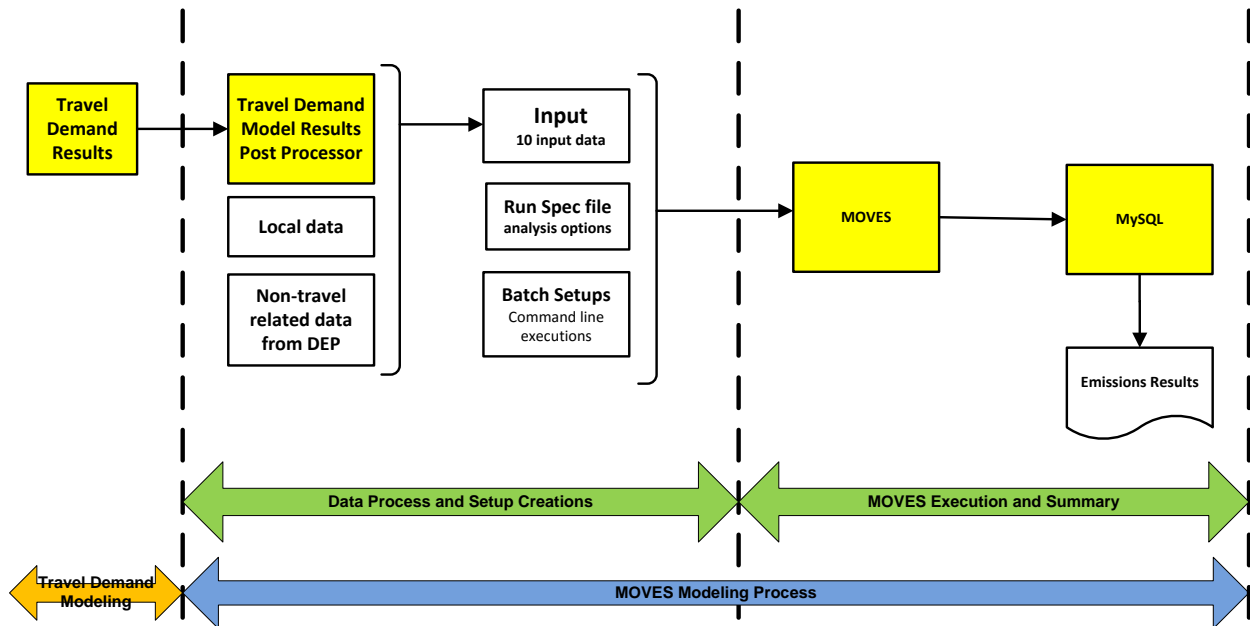 Travel
Demand
Results
Travel Demand
Model Results
Post Processor
Local data
Non-travel
related data
from DEP
Input
10 input data
Run Spec file
analysis options
Batch Setups
Command line
executions
MOVES
MySQL
Emissions Results
Data Process and Setup Creations
MOVES Execution and Summary
Travel Demand
Modeling
MOVES Modeling Process